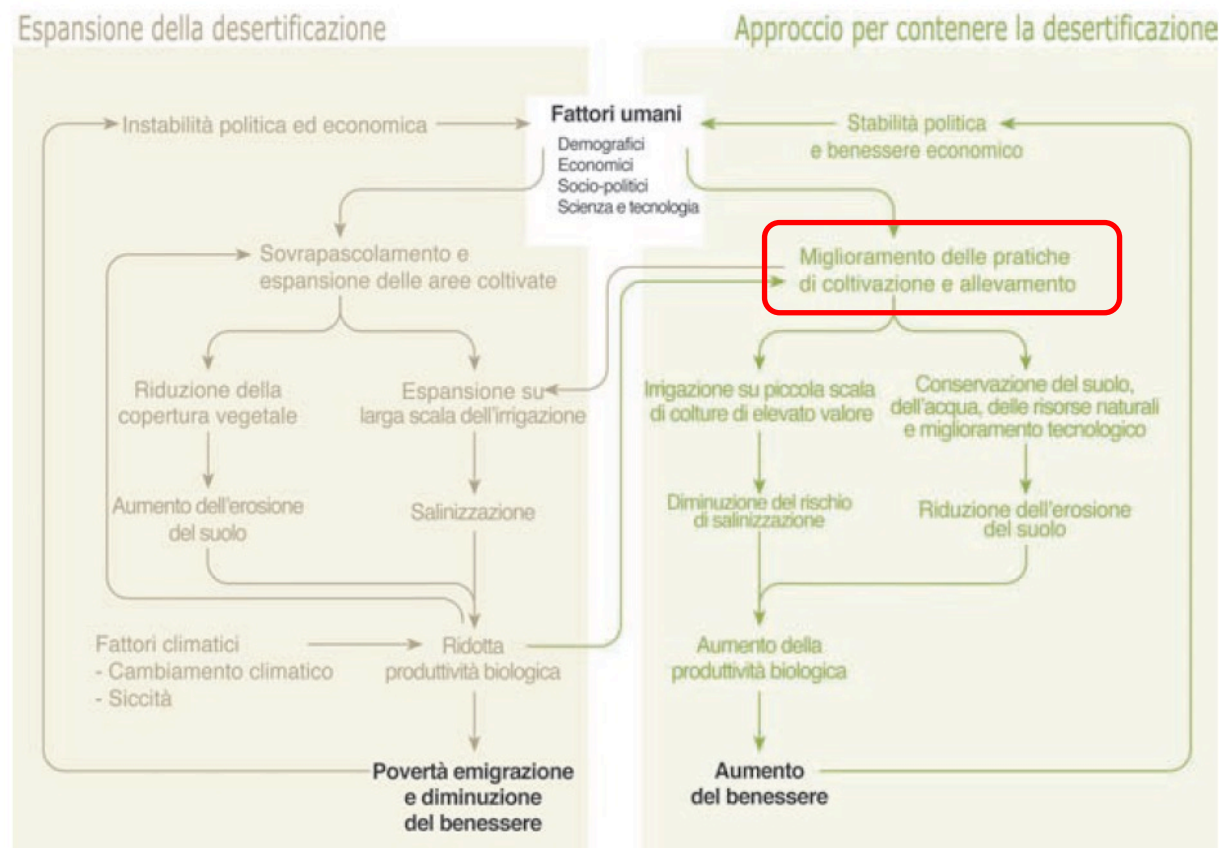 Espansione della desertificazione
Approccio per contenere la desertificazione
Instabilità politica ed economica
Fattori umani
Demografici
Economici
Socio-politici
Scienza e tecnologia
Stabilità politica
e benessere economico
Sovrapascolamento e
espansione delle aree coltivate
Miglioramento delle pratiche
di coltivazione e allevamento
Riduzione della
copertura vegetale
Espansione su
larga scala dell'irrigazione
Irrigazione su piccola scala
di colture di elevato valore
Conservazione del suolo,
dell'acqua, delle risorse naturali
e miglioramento tecnologico
Aumento dell'erosione
del suolo
Salinizzazione
Diminuzione del rischio
di salinizzazione
Riduzione dell'erosione
del suolo
Fattori climatici
- Cambiamento climatico
- Siccità
Ridotta
produttività biologica
Aumento della
produttività biologica
Povertà emigrazione
e diminuzione
del benessere
Aumento
del benessere